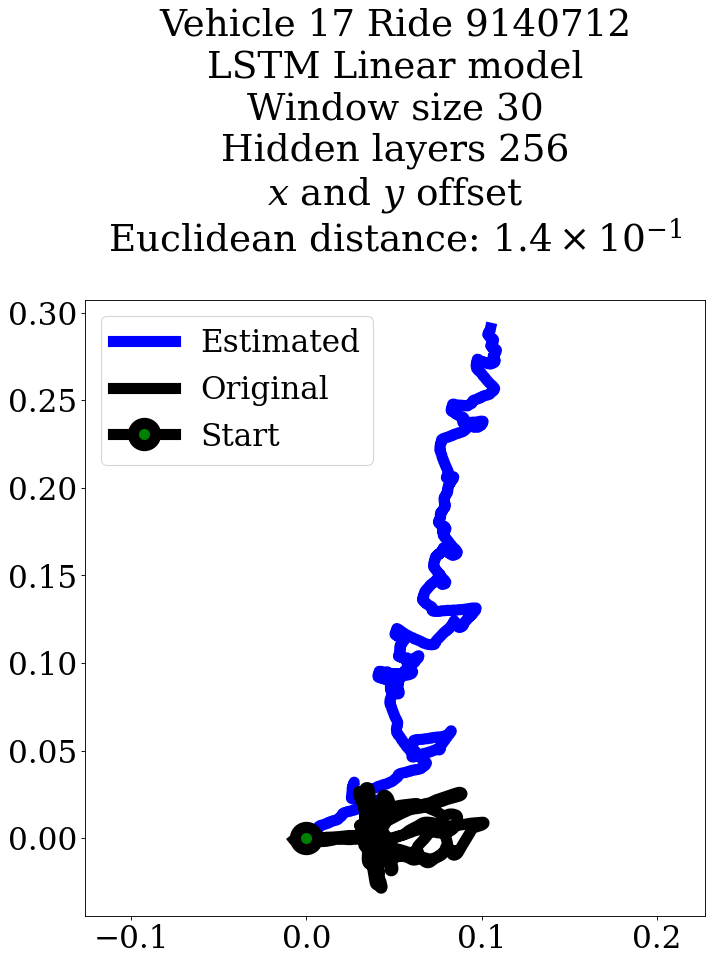 Vehicle 17 Ride 9140712
LSTM Linear model
Window size 30
Hidden layers 256
x and y offset
Euclidean distance: 1.4 × 10⁻¹
Estimated
Original
Start
0.30
0.25
0.20
0.15
0.10
0.05
0.00
−0.1 0.0 0.1 0.2